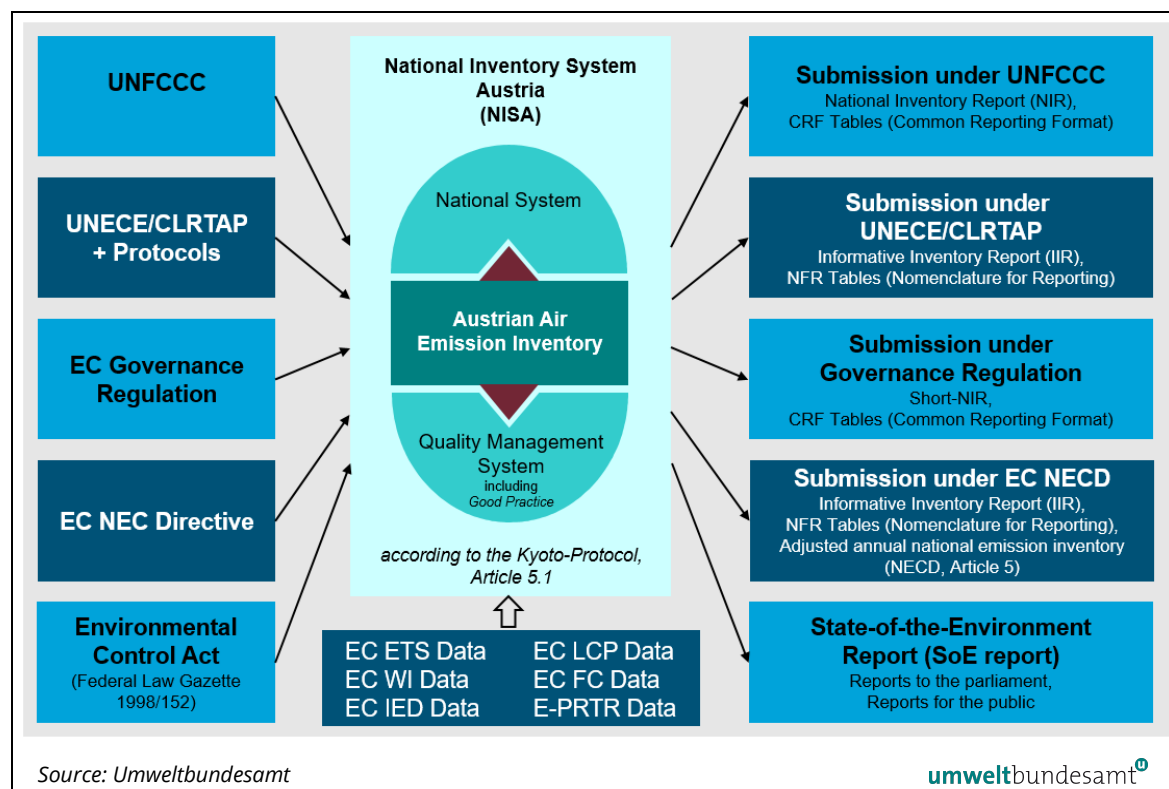 UNFCCC
UNECE/CLRTAP
+ Protocols
EC Governance
Regulation
EC NEC Directive
Environmental
Control Act
(Federal Law Gazette
1998/152)
National Inventory System
Austria
(NISA)
National System
Austrian Air
Emission Inventory
Quality Management
System
including
Good Practice
according to the Kyoto-Protocol,
Article 5.1
EC ETS Data
EC WI Data
EC IED Data
EC LCP Data
EC FC Data
E-PRTR Data
Submission under UNFCCC
National Inventory Report (NIR),
CRF Tables (Common Reporting Format)
Submission under
UNECE/CLRTAP
Informative Inventory Report (IIR),
NFR Tables (Nomenclature for Reporting)
Submission under
Governance Regulation
Short-NIR,
CRF Tables (Common Reporting Format)
Submission under EC NECD
Informative Inventory Report (IIR),
NFR Tables (Nomenclature for Reporting),
Adjusted annual national emission inventory
(NECD, Article 5)
State-of-the-Environment
Report (SoE report)
Reports to the parliament,
Reports for the public
Source: Umweltbundesamt
umweltbundesamt u